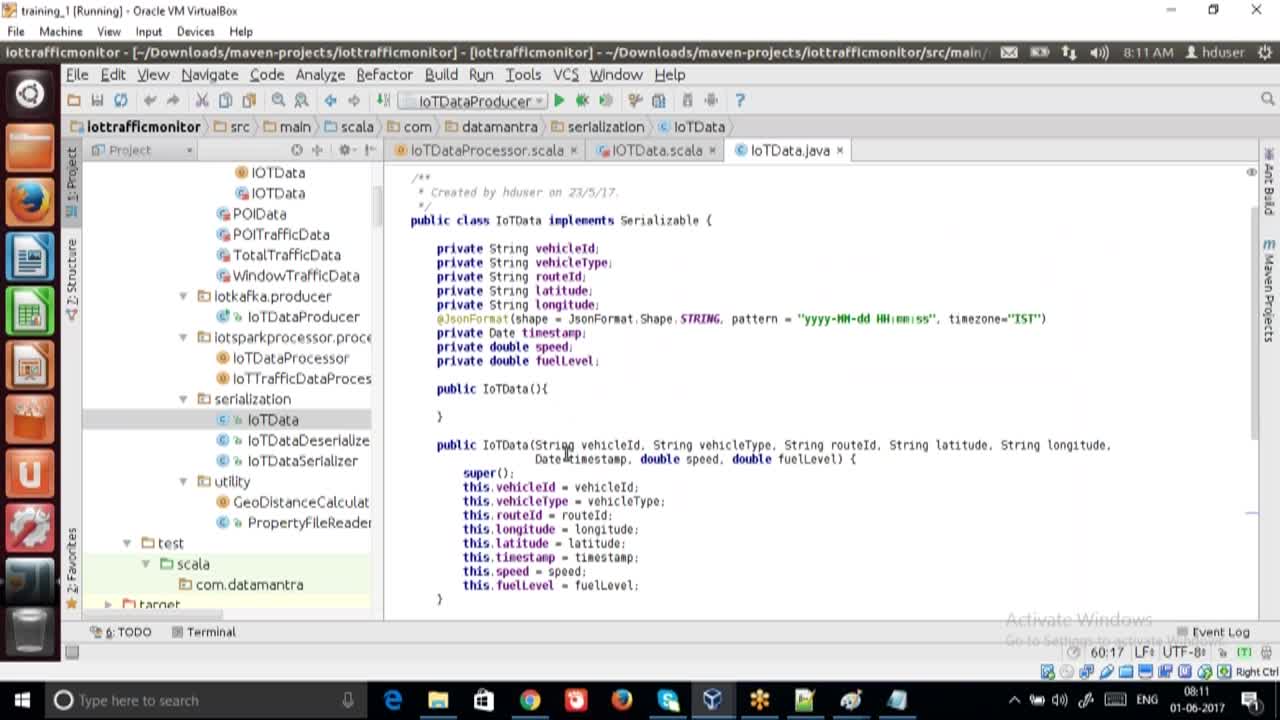 training_1 [Running] - Oracle VM VirtualBox
File Machine View Input Devices Help
iottrafficmonitor - [~/Downloads/maven-projects/iottrafficmonitor] - [iottrafficmonitor] - ~/Downloads/maven-projects/iottrafficmonitor/src/main/
8:11 AM hduser
File Edit View Navigate Code Analyze Refactor Build Run Tools VCS Window Help
IoTDataProducer
iottrafficmonitor src main scala com datamantra serialization IoTData
Project
IoTDataProcessor.scala IOTData.scala IoTData.java
1: Project
7: Structure
2: Favorites
IOTData
IOTData
POIData
POITrafficData
TotalTrafficData
WindowTrafficData
iotkafka.producer
IoTDataProducer
iotsparkprocessor.proce
IoTDataProcessor
IoTTrafficDataProces
serialization
IoTData
IoTDataDeserialize
IoTDataSerializer
utility
GeoDistanceCalculat
PropertyFileReader
test
scala
com.datamantra
target
/**
* Created by hduser on 23/5/17.
*/
public class IoTData implements Serializable {
private String vehicleId;
private String vehicleType;
private String routeId;
private String latitude;
private String longitude;
@JsonFormat(shape = JsonFormat.Shape.STRING, pattern = "yyyy-MM-dd HH:mm:ss", timezone="IST")
private Date timestamp;
private double speed;
private double fuelLevel;
public IoTData(){
}
public IoTData(String vehicleId, String vehicleType, String routeId, String latitude, String longitude,
Date timestamp, double speed, double fuelLevel) {
super();
this.vehicleId = vehicleId;
this.vehicleType = vehicleType;
this.routeId = routeId;
this.longitude = longitude;
this.latitude = latitude;
this.timestamp = timestamp;
this.speed = speed;
this.fuelLevel = fuelLevel;
}
Ant Build
Maven Projects
Activate Windows
Go to Settings to activate Windows.
6: TODO Terminal Event Log
60:17 LF UTF-8
Right Ctrl
Type here to search
ENG
08:11
01-06-2017